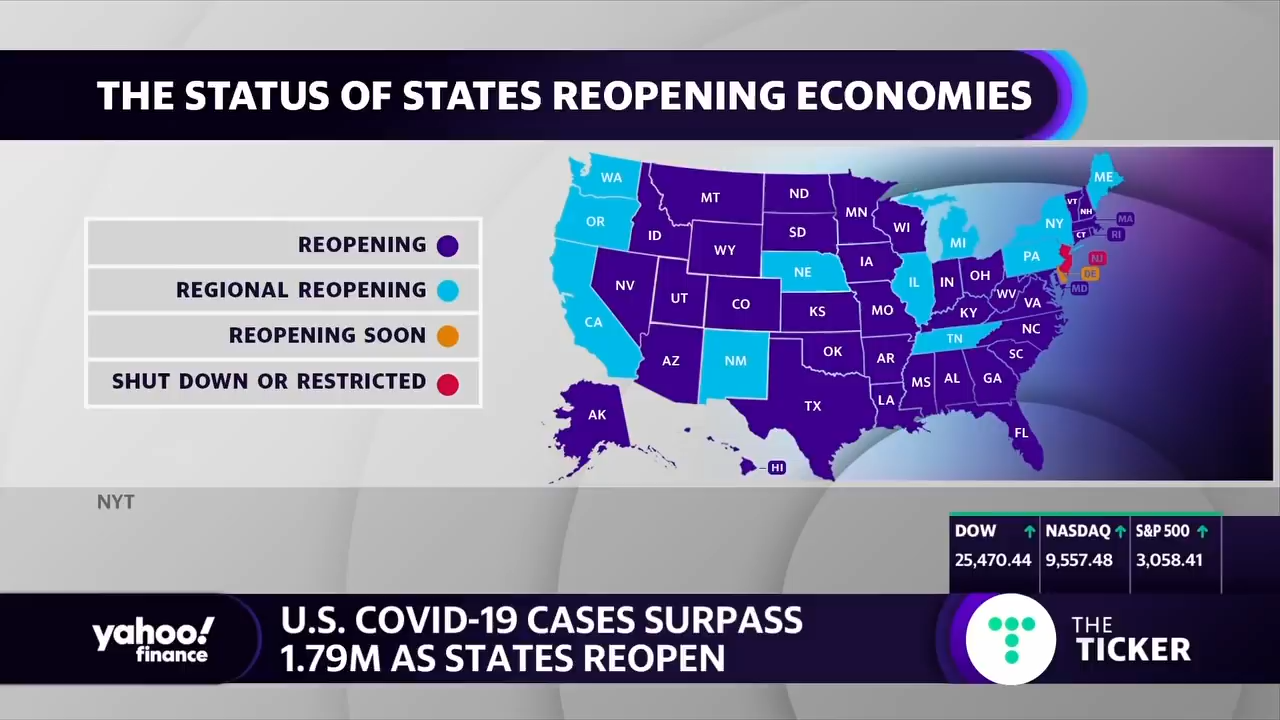 THE STATUS OF STATES REOPENING ECONOMIES
REOPENING
REGIONAL REOPENING
REOPENING SOON
SHUT DOWN OR RESTRICTED
WA
OR
CA
ID
NV
MT
WY
UT
AZ
CO
NM
ND
SD
NE
KS
OK
TX
MN
IA
MO
AR
LA
WI
IL
MI
IN
OH
KY
TN
MS
AL
GA
FL
SC
NC
VA
WV
PA
NY
VT
NH
ME
MA
RI
CT
NJ
DE
MD
AK
HI
NYT
DOW
25,470.44
NASDAQ
9,557.48
S&P 500
3,058.41
yahoo!
finance
U.S. COVID-19 CASES SURPASS
1.79M AS STATES REOPEN
THE
TICKER